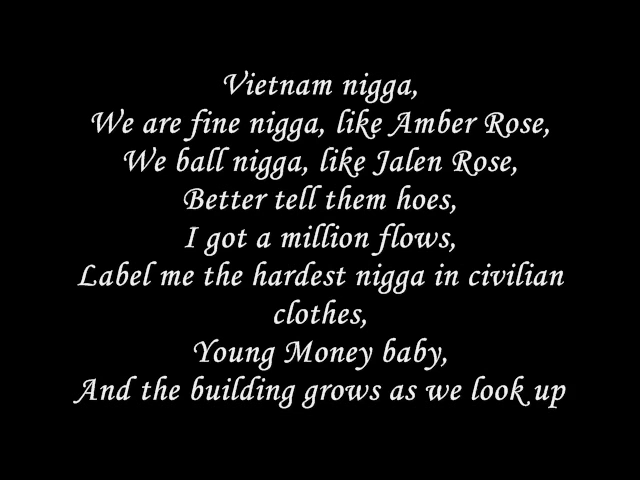 Vietnam nigga,
We are fine nigga, like Amber Rose,
We ball nigga, like Jalen Rose,
Better tell them hoes,
I got a million flows,
Label me the hardest nigga in civilian
clothes,
Young Money baby,
And the building grows as we look up